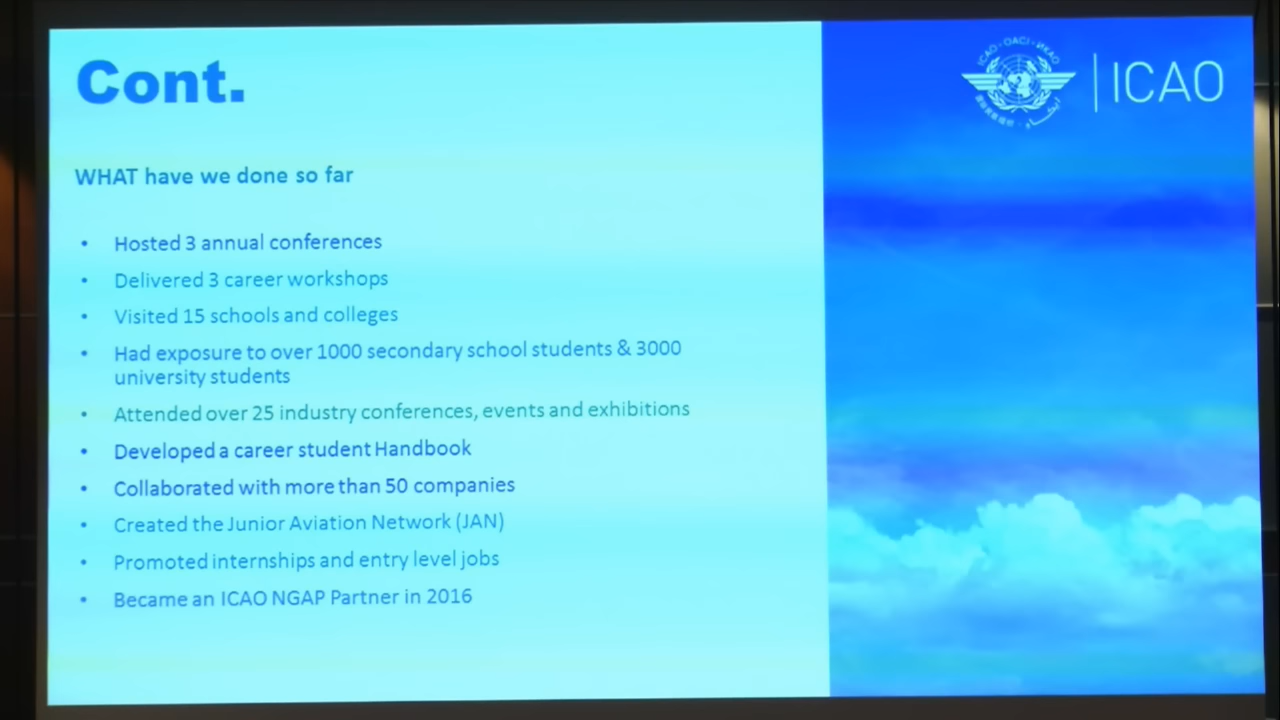 Cont.
ICAO · OACI · ИКАО
ICAO
WHAT have we done so far
• Hosted 3 annual conferences
• Delivered 3 career workshops
• Visited 15 schools and colleges
• Had exposure to over 1000 secondary school students & 3000
university students
• Attended over 25 industry conferences, events and exhibitions
• Developed a career student Handbook
• Collaborated with more than 50 companies
• Created the Junior Aviation Network (JAN)
• Promoted internships and entry level jobs
• Became an ICAO NGAP Partner in 2016